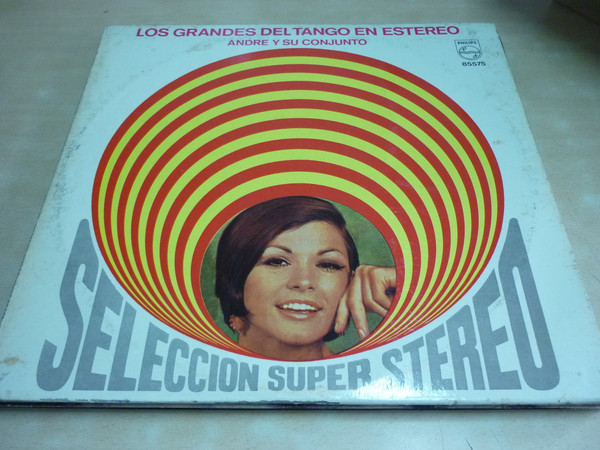 LOS GRANDES DEL TANGO EN ESTEREO
ANDRE Y SU CONJUNTO
PHILIPS
85575
SELECCION SUPER STEREO